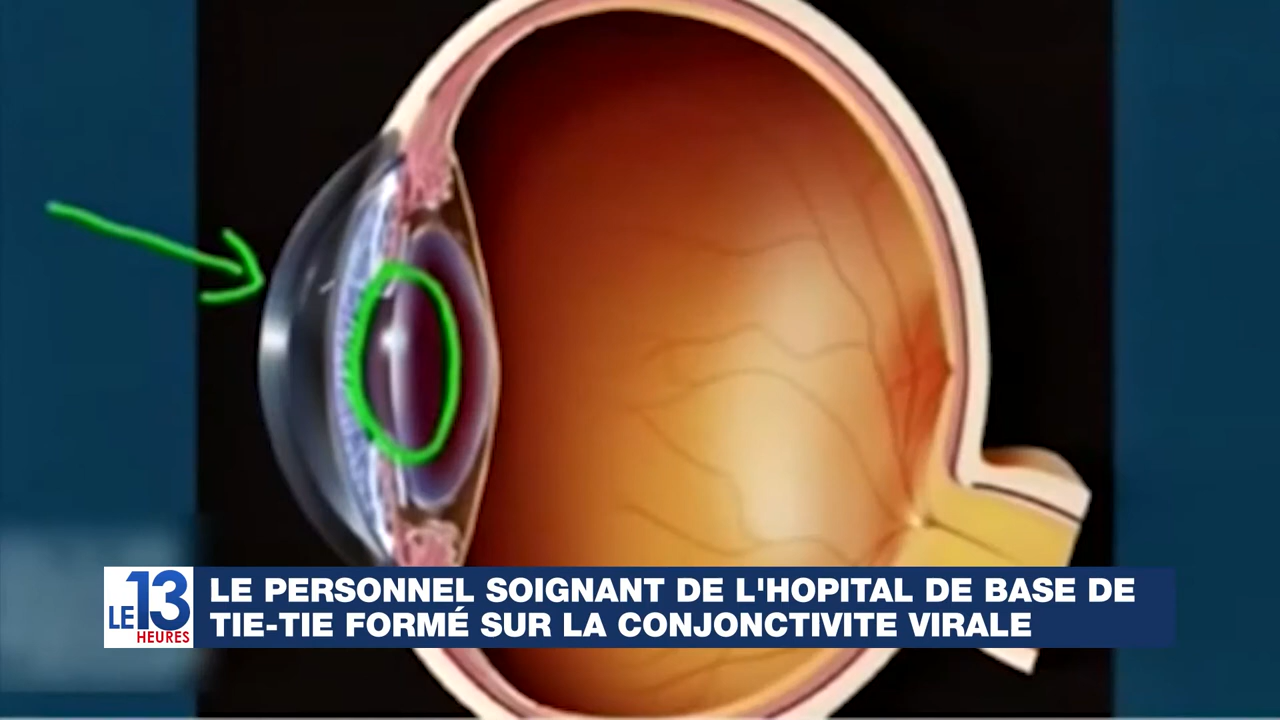 LE 13
HEURES
LE PERSONNEL SOIGNANT DE L'HOPITAL DE BASE DE
TIE-TIE FORMÉ SUR LA CONJONCTIVITE VIRALE